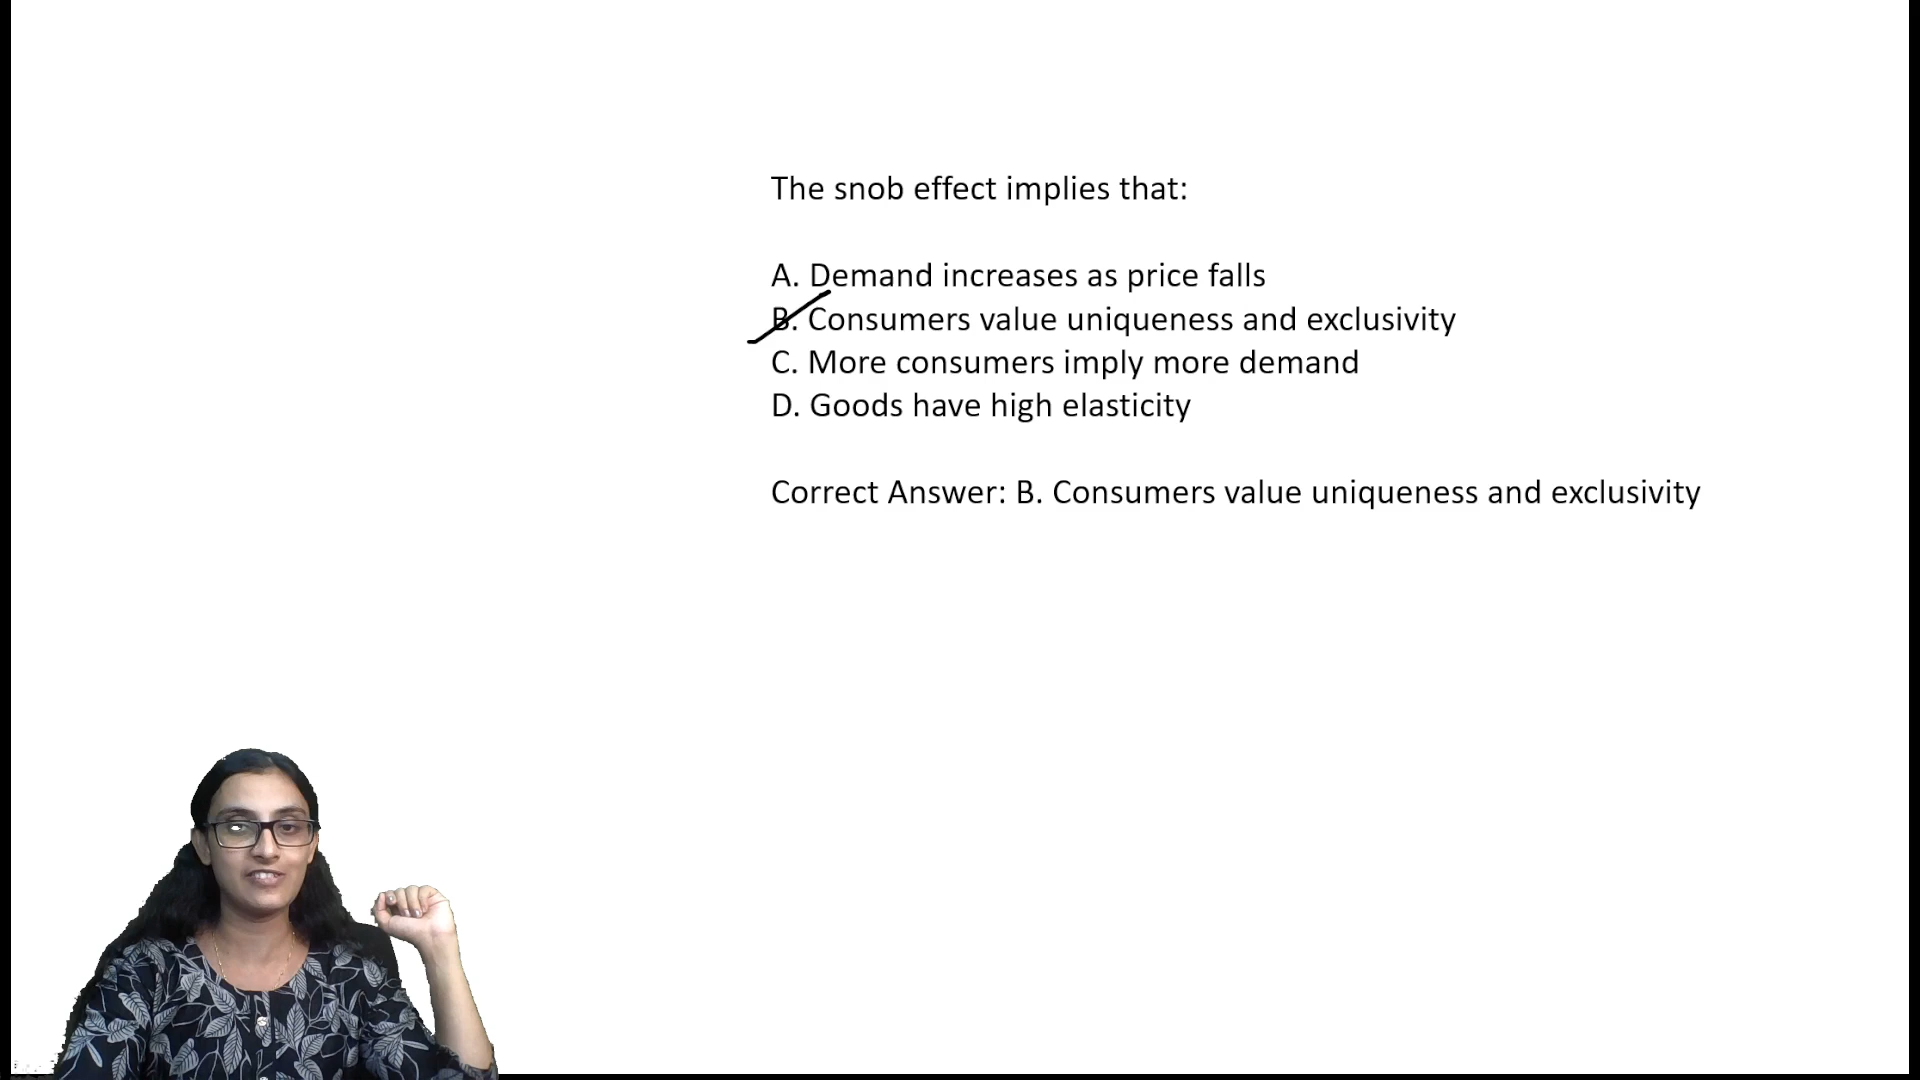 The snob effect implies that:
A. Demand increases as price falls
B. Consumers value uniqueness and exclusivity
C. More consumers imply more demand
D. Goods have high elasticity
Correct Answer: B. Consumers value uniqueness and exclusivity